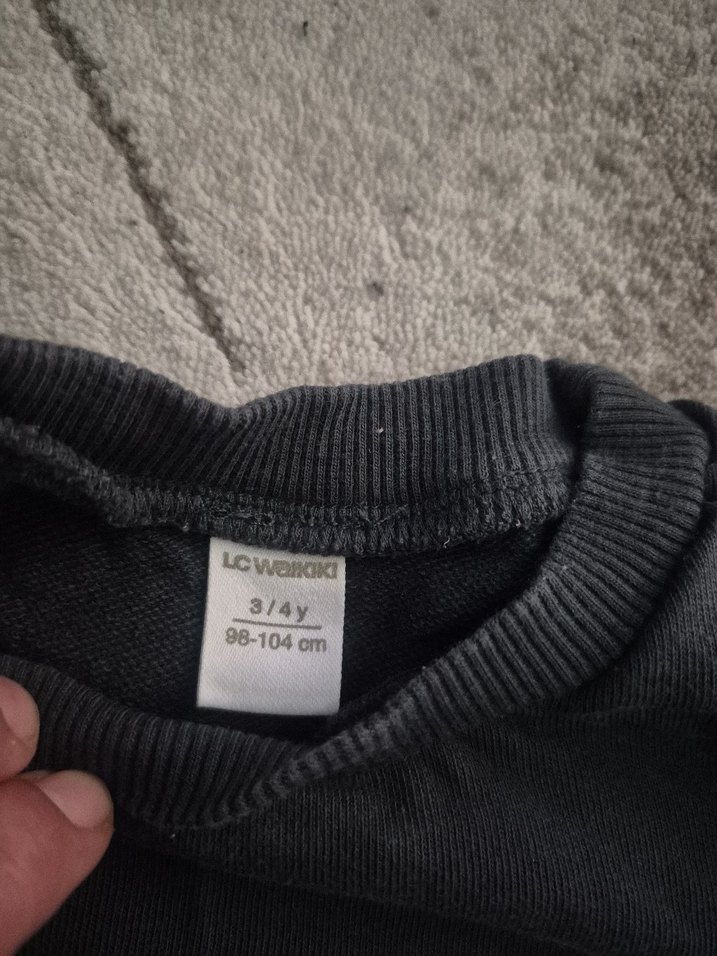 LC WAIKIKI
3 / 4 y
98-104 cm